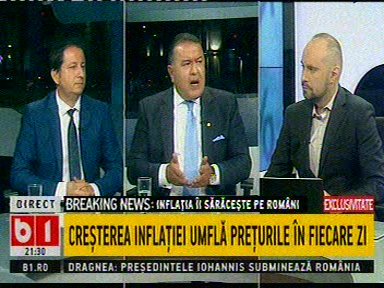 DIRECT
BREAKING NEWS: INFLAȚIA ÎI SĂRĂCEȘTE PE ROMÂNI
EXCLUSIVITATE
b1
CREȘTEREA INFLAȚIEI UMFLĂ PREȚURILE ÎN FIECARE ZI
21:30
B1.RO
DRAGNEA: PREȘEDINTELE IOHANNIS SUBMINEAZĂ ROMÂNIA